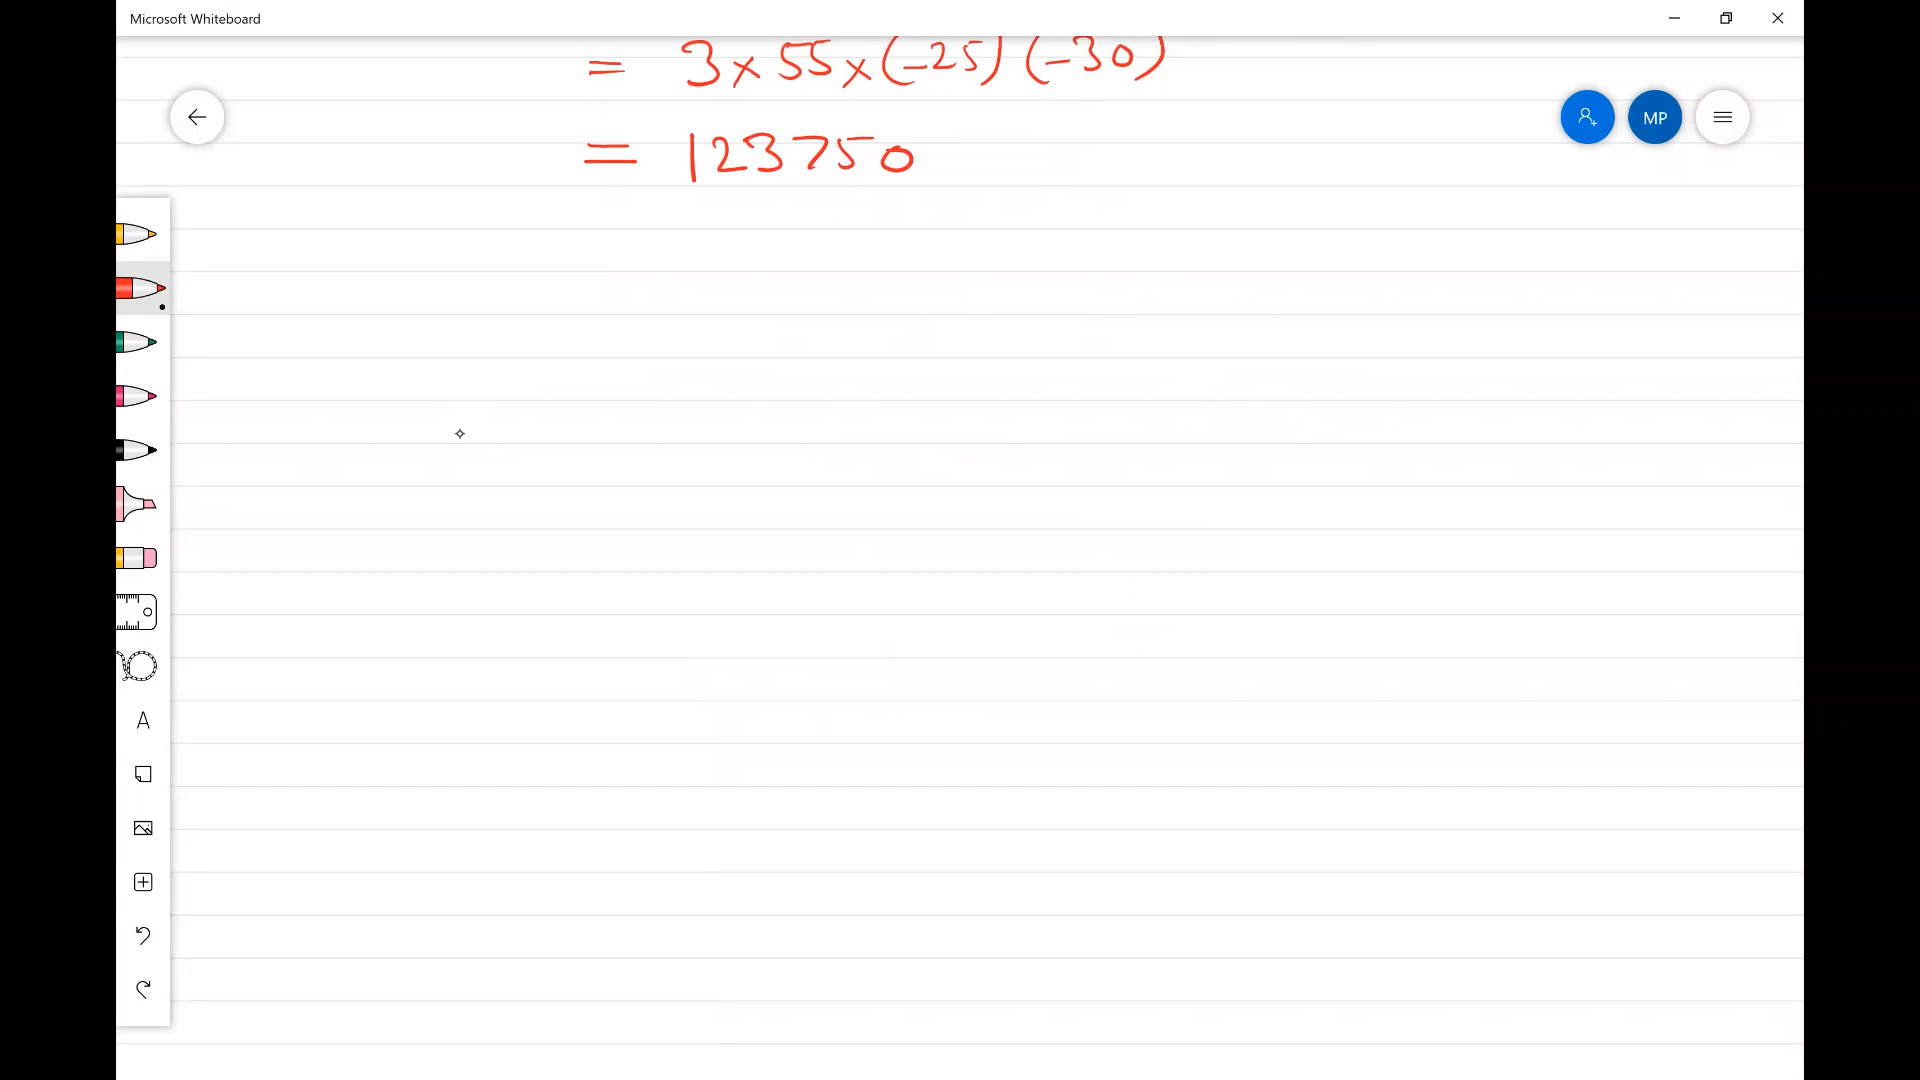 Microsoft Whiteboard
= 3 × 55 × (-25) (-30)
MP
= 123750
A